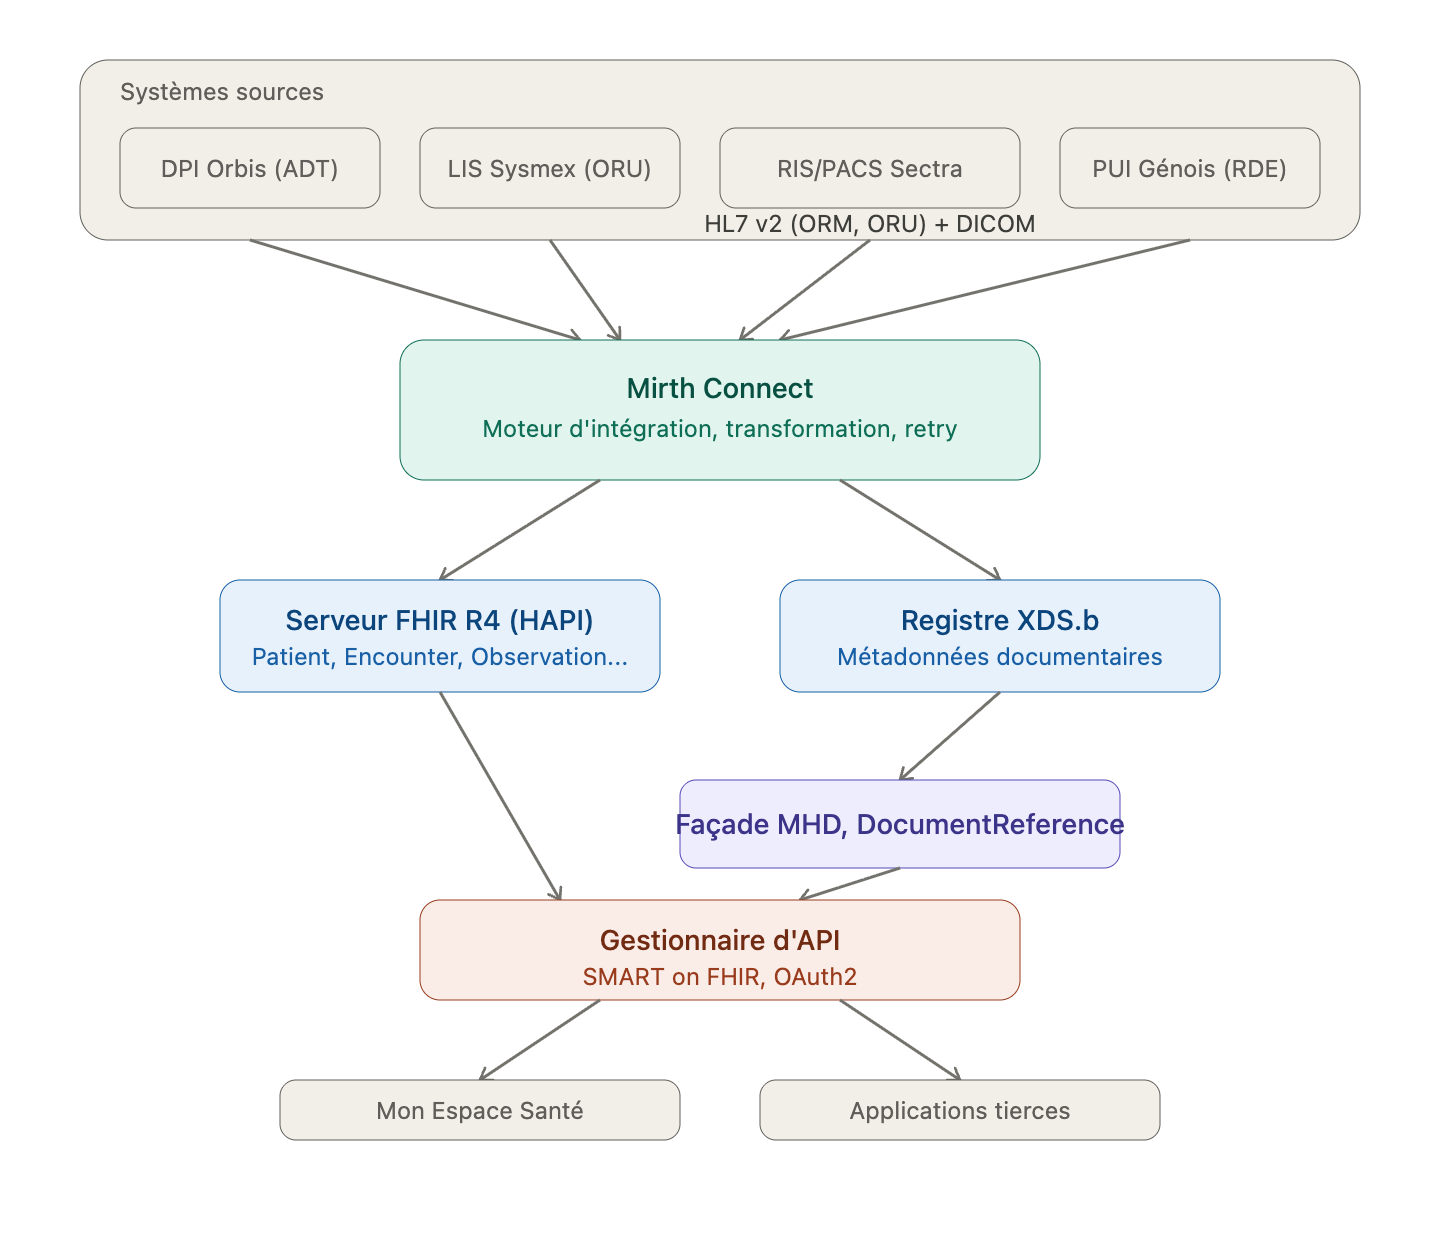 Systèmes sources
DPI Orbis (ADT)
LIS Sysmex (ORU)
RIS/PACS Sectra
PUI Génois (RDE)
HL7 v2 (ORM, ORU) + DICOM
Mirth Connect
Moteur d'intégration, transformation, retry
Serveur FHIR R4 (HAPI)
Patient, Encounter, Observation...
Registre XDS.b
Métadonnées documentaires
Façade MHD, DocumentReference
Gestionnaire d'API
SMART on FHIR, OAuth2
Mon Espace Santé
Applications tierces